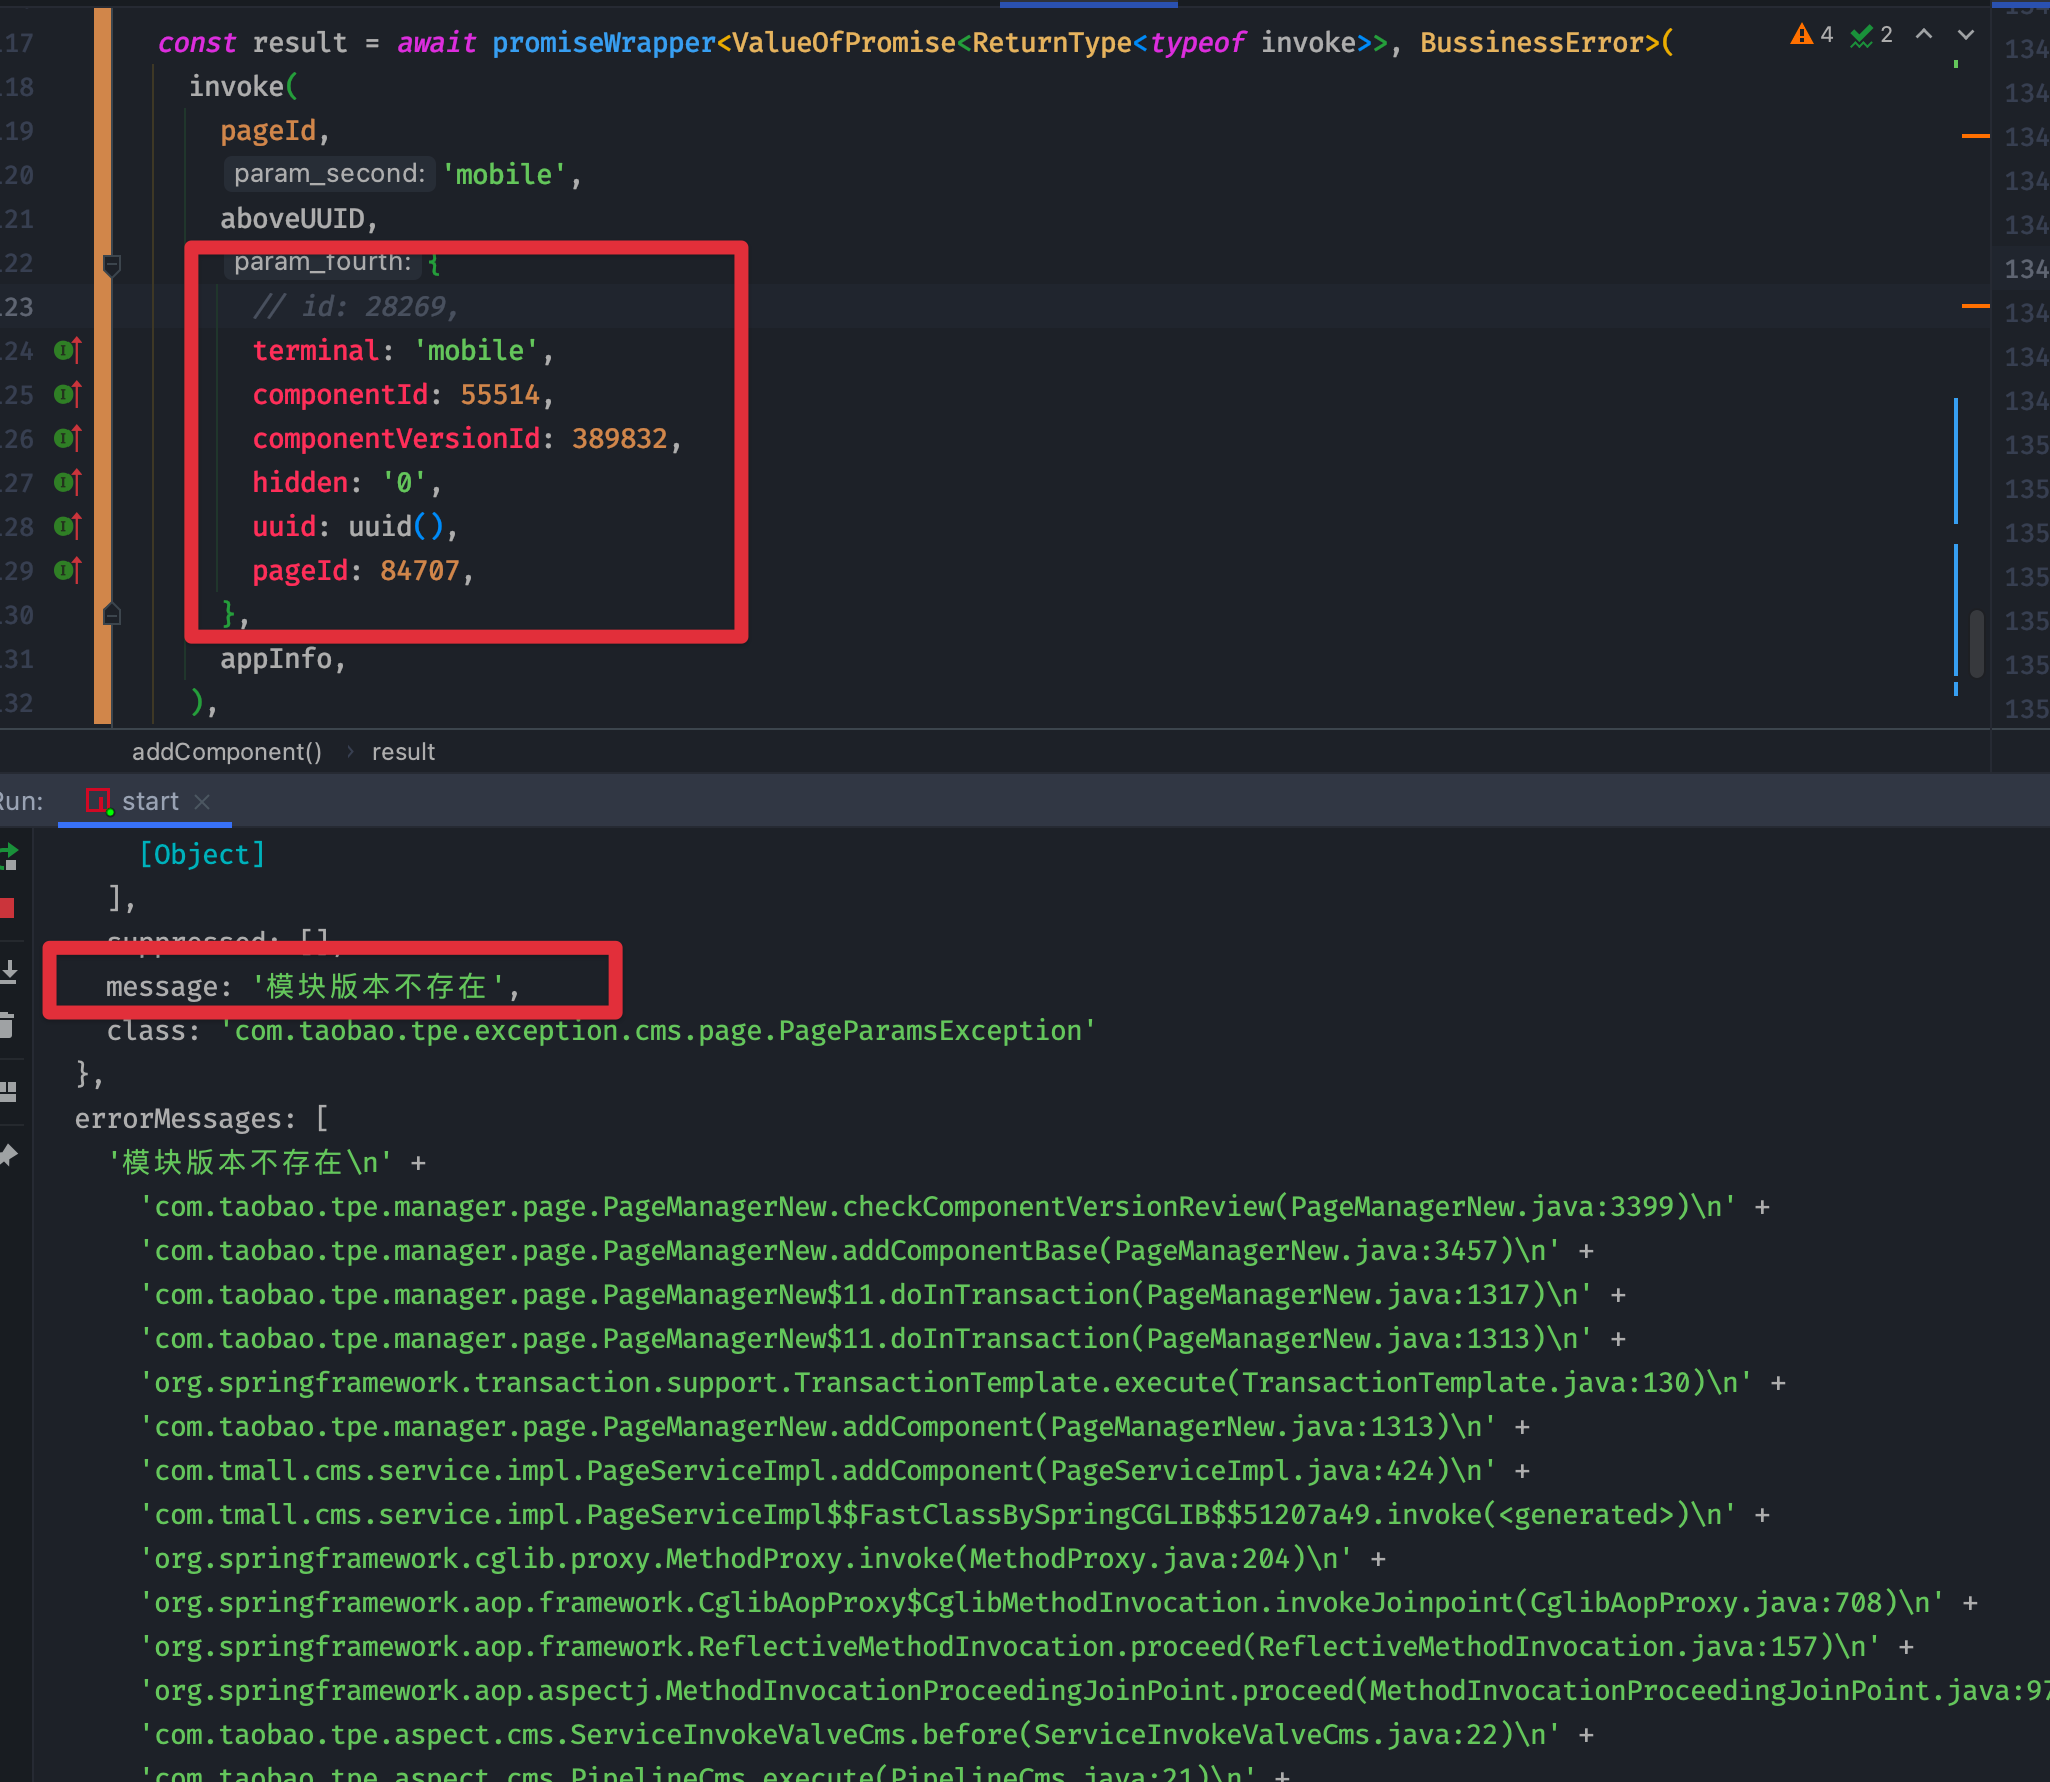 17 const result = await promiseWrapper<ValueOfPromise<ReturnType<typeof invoke>>, BussinessError>( 4 2
18 invoke(
19 pageId,
20 param_second: 'mobile',
21 aboveUUID,
22 param_fourth: {
23 // id: 28269,
24 terminal: 'mobile',
25 componentId: 55514,
26 componentVersionId: 389832,
27 hidden: '0',
28 uuid: uuid(),
29 pageId: 84707,
30 },
31 appInfo,
32 ),
134
134
134
134
134
134
134
134
134
134
135
135
135
135
135
135
addComponent() › result
Run: start
[Object]
],
suppressed: [],
message: '模块版本不存在',
class: 'com.taobao.tpe.exception.cms.page.PageParamsException'
},
errorMessages: [
'模块版本不存在\n' +
'com.taobao.tpe.manager.page.PageManagerNew.checkComponentVersionReview(PageManagerNew.java:3399)\n' +
'com.taobao.tpe.manager.page.PageManagerNew.addComponentBase(PageManagerNew.java:3457)\n' +
'com.taobao.tpe.manager.page.PageManagerNew$11.doInTransaction(PageManagerNew.java:1317)\n' +
'com.taobao.tpe.manager.page.PageManagerNew$11.doInTransaction(PageManagerNew.java:1313)\n' +
'org.springframework.transaction.support.TransactionTemplate.execute(TransactionTemplate.java:130)\n' +
'com.taobao.tpe.manager.page.PageManagerNew.addComponent(PageManagerNew.java:1313)\n' +
'com.tmall.cms.service.impl.PageServiceImpl.addComponent(PageServiceImpl.java:424)\n' +
'com.tmall.cms.service.impl.PageServiceImpl$$FastClassBySpringCGLIB$$51207a49.invoke(<generated>)\n' +
'org.springframework.cglib.proxy.MethodProxy.invoke(MethodProxy.java:204)\n' +
'org.springframework.aop.framework.CglibAopProxy$CglibMethodInvocation.invokeJoinpoint(CglibAopProxy.java:708)\n' +
'org.springframework.aop.framework.ReflectiveMethodInvocation.proceed(ReflectiveMethodInvocation.java:157)\n' +
'org.springframework.aop.aspectj.MethodInvocationProceedingJoinPoint.proceed(MethodInvocationProceedingJoinPoint.java:97
'com.taobao.tpe.aspect.cms.ServiceInvokeValveCms.before(ServiceInvokeValveCms.java:22)\n' +
'com.taobao.tpe.aspect.cms.PipelineCms.execute(PipelineCms.java:21)\n' +